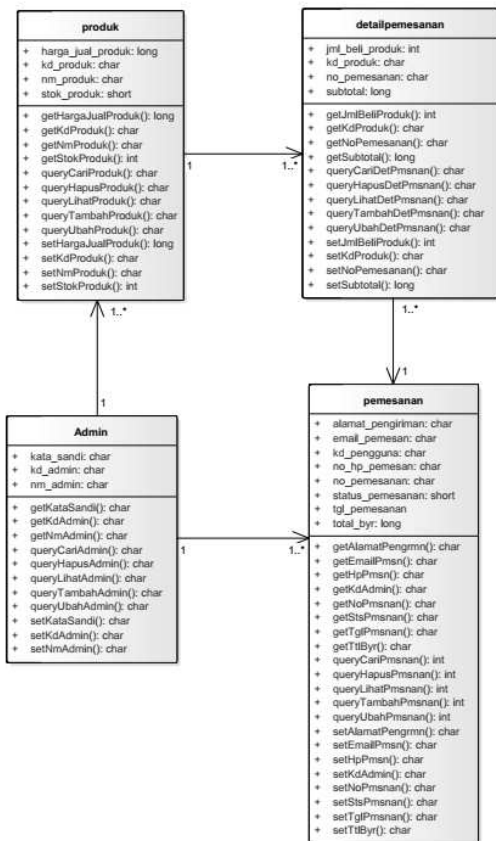 produk
+ harga_jual_produk: long
+ kd_produk: char
+ nm_produk: char
+ stok_produk: short
+ getHargaJualProduk(): long
+ getKdProduk(): char
+ getNmProduk(): char
+ getStokProduk(): int
+ queryCariProduk(): char
+ queryHapusProduk(): char
+ queryLihatProduk(): char
+ queryTambahProduk(): char
+ queryUbahProduk(): char
+ setHargaJualProduk(): long
+ setKdProduk(): char
+ setNmProduk(): char
+ setStokProduk(): int
1
1..*
detailpemesanan
+ jml_beli_produk: int
+ kd_produk: char
+ no_pemesanan: char
+ subtotal: long
+ getJmlBeliProduk(): int
+ getKdProduk(): char
+ getNoPemesanan(): char
+ getSubtotal(): long
+ queryCariDetPmsnan(): char
+ queryHapusDetPmsnan(): char
+ queryLihatDetPmsnan(): char
+ queryTambahDetPmsnan(): char
+ queryUbahDetPmsnan(): char
+ setJmlBeliProduk(): int
+ setKdProduk(): char
+ setNoPemesanan(): char
+ setSubtotal(): long
1..*
1..*
1
1
Admin
+ kata_sandi: char
+ kd_admin: char
+ nm_admin: char
+ getKataSandi(): char
+ getKdAdmin(): char
+ getNmAdmin(): char
+ queryCariAdmin(): char
+ queryHapusAdmin(): char
+ queryLihatAdmin(): char
+ queryTambahAdmin(): char
+ queryUbahAdmin(): char
+ setKataSandi(): char
+ setKdAdmin(): char
+ setNmAdmin(): char
1
1..*
pemesanan
+ alamat_pengiriman: char
+ email_pemesan: char
+ kd_pengguna: char
+ no_hp_pemesan: char
+ no_pemesanan: char
+ status_pemesanan: short
+ tgl_pemesanan
+ total_byr: long
+ getAlamatPengrmn(): char
+ getEmailPmsn(): char
+ getHpPmsn(): char
+ getKdAdmin(): char
+ getNoPmsnan(): char
+ getStsPmsnan(): char
+ getTglPmsnan(): char
+ getTtlByr(): char
+ queryCariPmsnan(): int
+ queryHapusPmsnan(): int
+ queryLihatPmsnan(): int
+ queryTambahPmsnan(): int
+ queryUbahPmsnan(): int
+ setAlamatPengrmn(): char
+ setEmailPmsn(): char
+ setHpPmsn(): char
+ setKdAdmin(): char
+ setNoPmsnan(): char
+ setStsPmsnan(): char
+ setTglPmsnan(): char
+ setTtlByr(): char